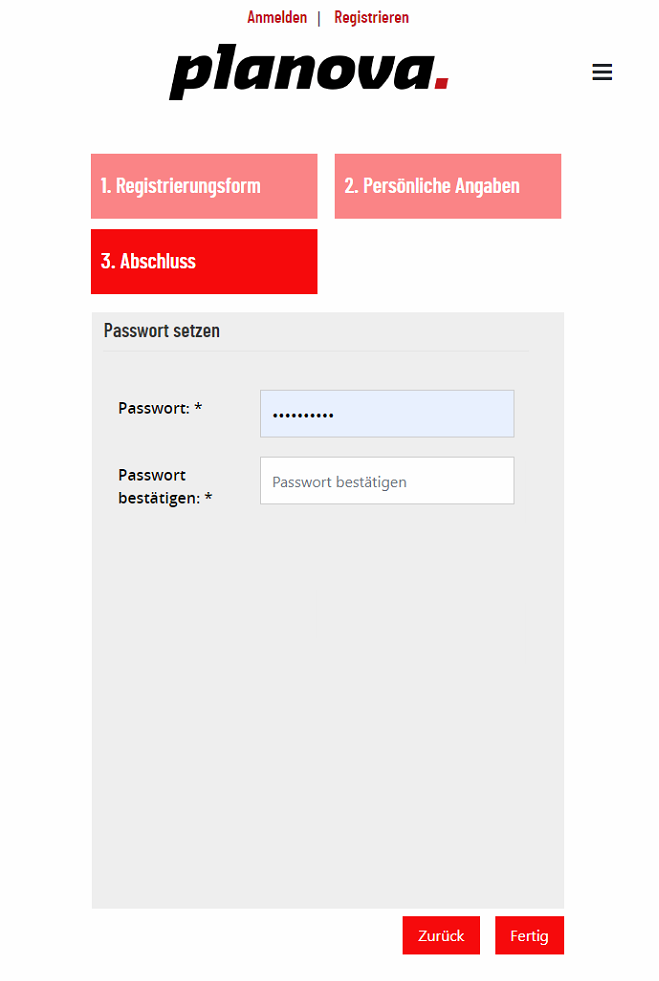 Anmelden | Registrieren
planova.
1. Registrierungsform
2. Persönliche Angaben
3. Abschluss
Passwort setzen
Passwort: *
••••••••••
Passwort
bestätigen: *
Passwort bestätigen
Zurück
Fertig